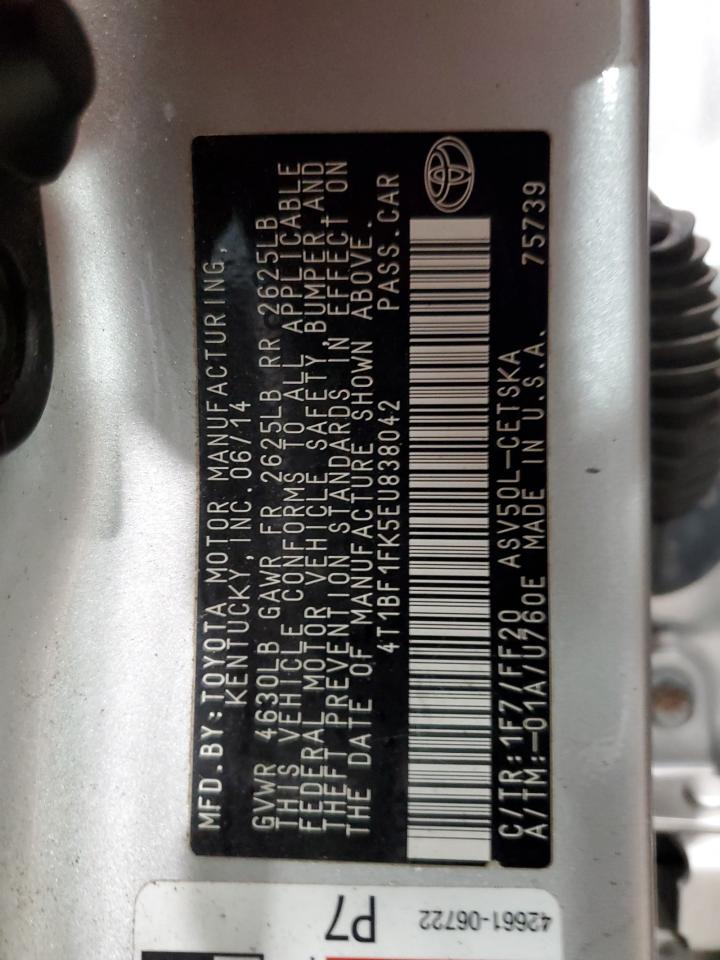 MFD.BY:TOYOTA MOTOR MANUFACTURING,
KENTUCKY, INC. 06/14
GVWR 4630LB GAWR FR 2625LB RR 2625LB
THIS VEHICLE CONFORMS TO ALL APPLICABLE
FEDERAL MOTOR VEHICLE SAFETY, BUMPER AND
THEFT PREVENTION STANDARDS IN EFFECT ON
THE DATE OF MANUFACTURE SHOWN ABOVE.
4T1BF1FK5EU838042 PASS.CAR
C/TR:1F7/FF20 ASV50L-CETSKA 75739
A/TM:-01A/U760E MADE IN U.S.A.
P7
42661-06722